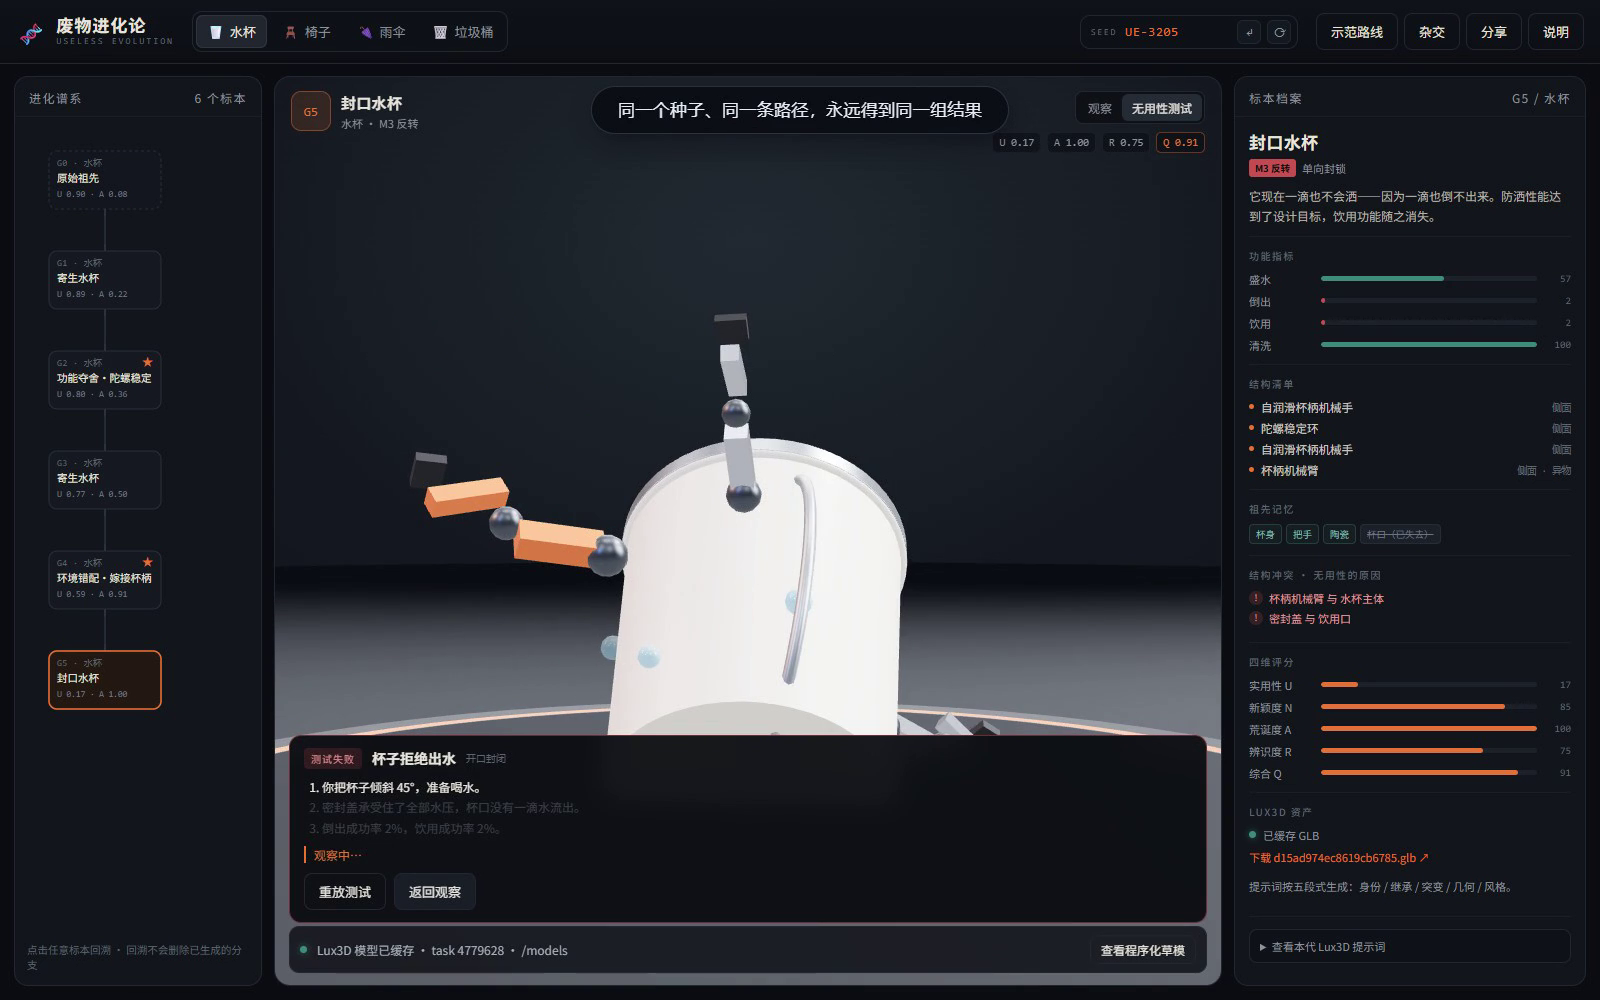 废物进化论
USELESS EVOLUTION
水杯
椅子
雨伞
垃圾桶
SEED UE-3205
示范路线
杂交
分享
说明
进化谱系
6 个标本
G0 · 水杯
原始祖先
U 0.90 · A 0.08
G1 · 水杯
寄生水杯
U 0.89 · A 0.22
G2 · 水杯 ★
功能夺舍·陀螺稳定
U 0.80 · A 0.36
G3 · 水杯
寄生水杯
U 0.77 · A 0.50
G4 · 水杯 ★
环境错配·嫁接杯柄
U 0.59 · A 0.91
G5 · 水杯
封口水杯
U 0.17 · A 1.00
点击任意标本回溯 · 回溯不会删除已生成的分
支
G5
封口水杯
水杯 · M3 反转
同一个种子、同一条路径，永远得到同一组结果
观察
无用性测试
U 0.17
A 1.00
R 0.75
Q 0.91
测试失败 杯子拒绝出水 开口封闭
1. 你把杯子倾斜 45°，准备喝水。
2. 密封盖承受住了全部水压，杯口没有一滴水流出。
3. 倒出成功率 2%，饮用成功率 2%。
观察中…
重放测试
返回观察
Lux3D 模型已缓存 · task 4779628 · /models
查看程序化草模
标本档案
G5 / 水杯
封口水杯
M3 反转 单向封锁
它现在一滴也不会洒——因为一滴也倒不出来。防洒性能达
到了设计目标，饮用功能随之消失。
功能指标
盛水 57
倒出 2
饮用 2
清洗 100
结构清单
自润滑杯柄机械手 侧面
陀螺稳定环 侧面
自润滑杯柄机械手 侧面
杯柄机械臂 侧面 · 异物
祖先记忆
杯身
把手
陶瓷
杯口（已失去）
结构冲突 · 无用性的原因
! 杯柄机械臂 与 水杯主体
! 密封盖 与 饮用口
四维评分
实用性 U 17
新颖度 N 85
荒诞度 A 100
辨识度 R 75
综合 Q 91
LUX3D 资产
已缓存 GLB
下载 d15ad974ec8619cb6785.glb ↗
提示词按五段式生成：身份 / 继承 / 突变 / 几何 / 风格。
▶ 查看本代 Lux3D 提示词